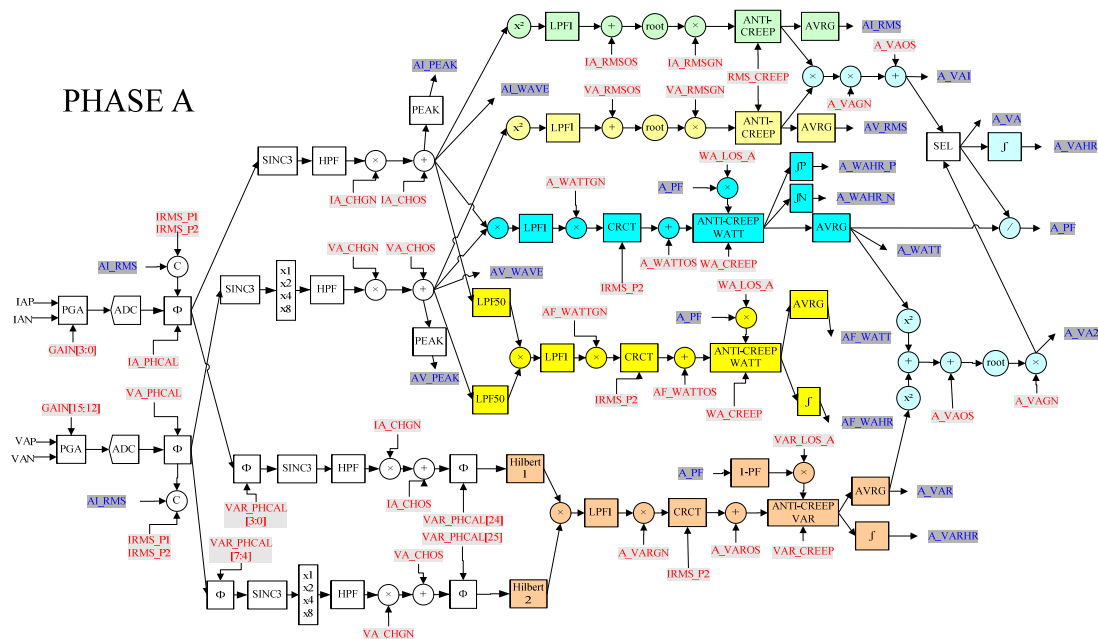 PHASE A
x²
LPFI
+
root
×
ANTI-
CREEP
AVRG
AI_RMS
A_VAOS
IA_RMSOS
IA_RMSGN
RMS_CREEP
AI_PEAK
×
×
+
A_VAI
AI_WAVE
VA_RMSOS
VA_RMSGN
A_VAGN
PEAK
A_VA
x²
LPFI
+
root
×
ANTI-
CREEP
AVRG
AV_RMS
SINC3
HPF
×
+
SEL
∫
A_VAHR
WA_LOS_A
∫P
A_WAHR_P
IA_CHGN
IA_CHOS
A_WATTGN
A_PF
×
∫N
A_WAHR_N
IRMS_P1
IRMS_P2
×
LPFI
×
CRCT
+
ANTI-CREEP
WATT
AVRG
/
A_PF
VA_CHGN
VA_CHOS
A_WATTOS
A_WATT
AI_RMS
C
WA_CREEP
AV_WAVE
SINC3
x1
x2
x4
x8
HPF
×
+
IRMS_P2
WA_LOS_A
IAP
IAN
PGA
ADC
Φ
LPF50
AF_WATTGN
A_PF
×
AVRG
x²
PEAK
AF_WATT
A_VA2
GAIN[3:0]
IA_PHCAL
×
LPFI
×
CRCT
+
ANTI-CREEP
WATT
+
+
root
×
AV_PEAK
VA_PHCAL
LPF50
IRMS_P2
AF_WATTOS
WA_CREEP
∫
x²
A_VAOS
A_VAGN
GAIN[15:12]
AF_WAHR
IA_CHGN
VAP
VAN
PGA
ADC
Φ
VAR_LOS_A
Φ
SINC3
HPF
×
+
Φ
Hilbert
1
A_PF
1-PF
×
AVRG
A_VAR
AI_RMS
C
IA_CHOS
VAR_PHCAL
[3:0]
VAR_PHCAL[24]
×
LPFI
×
CRCT
+
ANTI-CREEP
VAR
∫
A_VARHR
IRMS_P1
IRMS_P2
VAR_PHCAL
[7:4]
VAR_PHCAL[25]
VA_CHOS
A_VARGN
A_VAROS
VAR_CREEP
IRMS_P2
Φ
SINC3
x1
x2
x4
x8
HPF
×
+
Φ
Hilbert
2
VA_CHGN